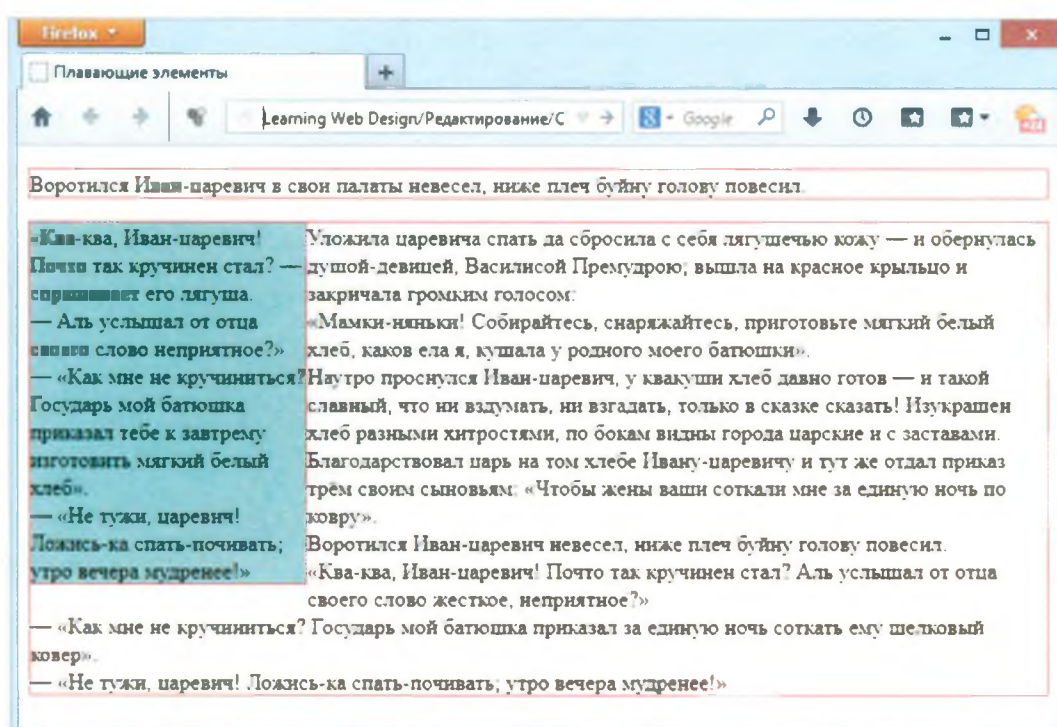 Firefox
Плавающие элементы
+
Learning Web Design/Редактирование/С
8 Google
+24
Воротился Иван-царевич в свои палаты невесел, ниже плеч буйну голову повесил.
«Ква-ква, Иван-царевич!
Почто так кручинен стал? —
спрашивает его лягуша.
— Аль услышал от отца
своего слово неприятное?»
— «Как мне не кручиниться?
Государь мой батюшка
приказал тебе к завтрему
изготовить мягкий белый
хлеб».
— «Не тужи, царевич!
Ложись-ка спать-почивать;
утро вечера мудренее!»
Уложила царевича спать да сбросила с себя лягушечью кожу — и обернулась
душой-девицей, Василисой Премудрою; вышла на красное крыльцо и
закричала громким голосом:
«Мамки-няньки! Собирайтесь, снаряжайтесь, приготовьте мягкий белый
хлеб, каков ела я, кушала у родного моего батюшки».
Наутро проснулся Иван-царевич, у квакуши хлеб давно готов — и такой
славный, что ни вздумать, ни взгадать, только в сказке сказать! Изукрашен
хлеб разными хитростями, по бокам видны города царские и с заставами.
Благодарствовал царь на том хлебе Ивану-царевичу и тут же отдал приказ
трём своим сыновьям: «Чтобы жены ваши соткали мне за единую ночь по
ковру».
Воротился Иван-царевич невесел, ниже плеч буйну голову повесил.
«Ква-ква, Иван-царевич! Почто так кручинен стал? Аль услышал от отца
своего слово жесткое, неприятное?»
— «Как мне не кручиниться? Государь мой батюшка приказал за единую ночь соткать ему шелковый
ковер».
— «Не тужи, царевич! Ложись-ка спать-почивать; утро вечера мудренее!»